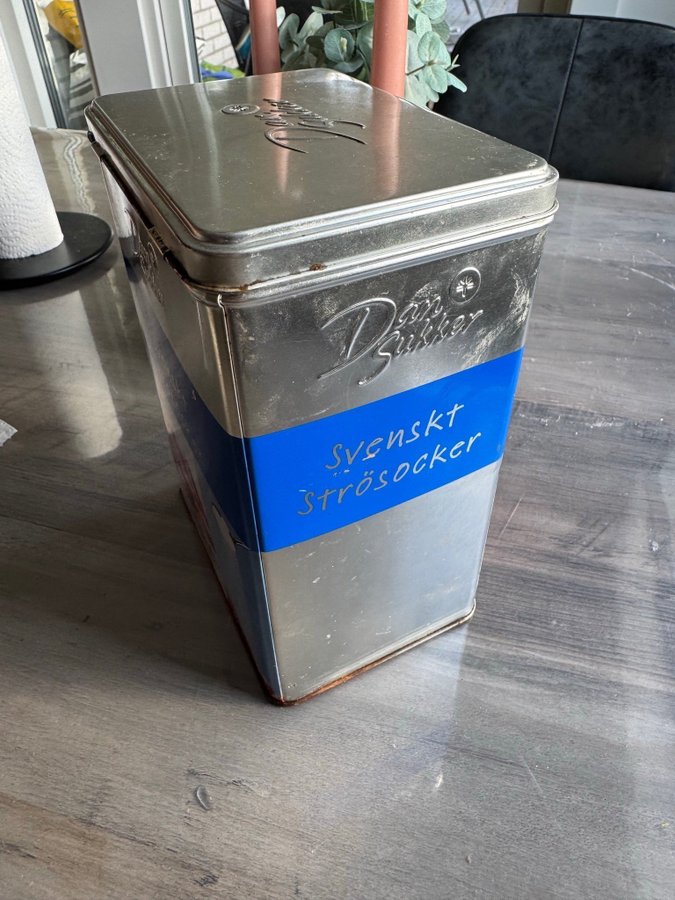 Dan
Sukker
Svenskt
Strösocker